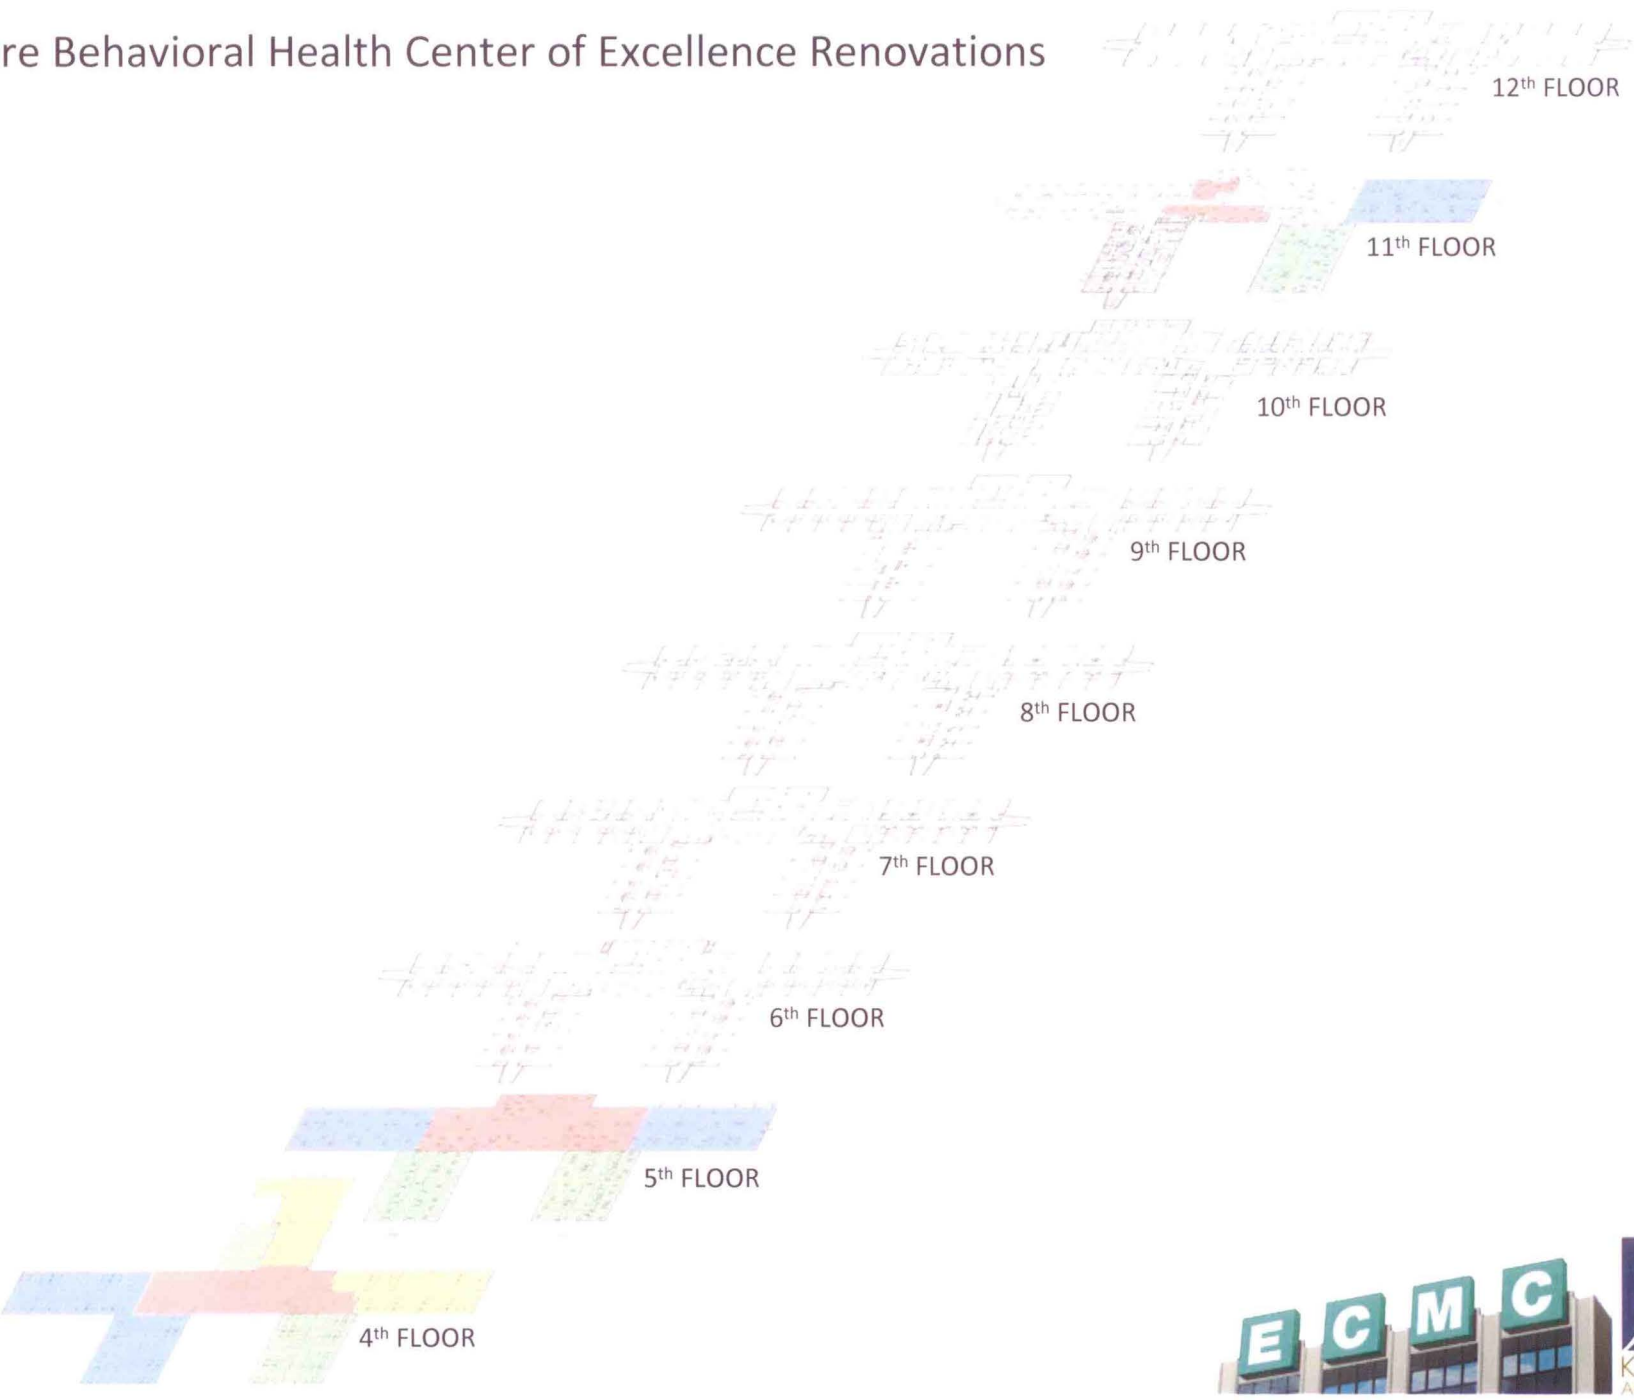 re Behavioral Health Center of Excellence Renovations
12th FLOOR
11th FLOOR
10th FLOOR
9th FLOOR
8th FLOOR
7th FLOOR
6th FLOOR
5th FLOOR
4th FLOOR
E C M C
K
A